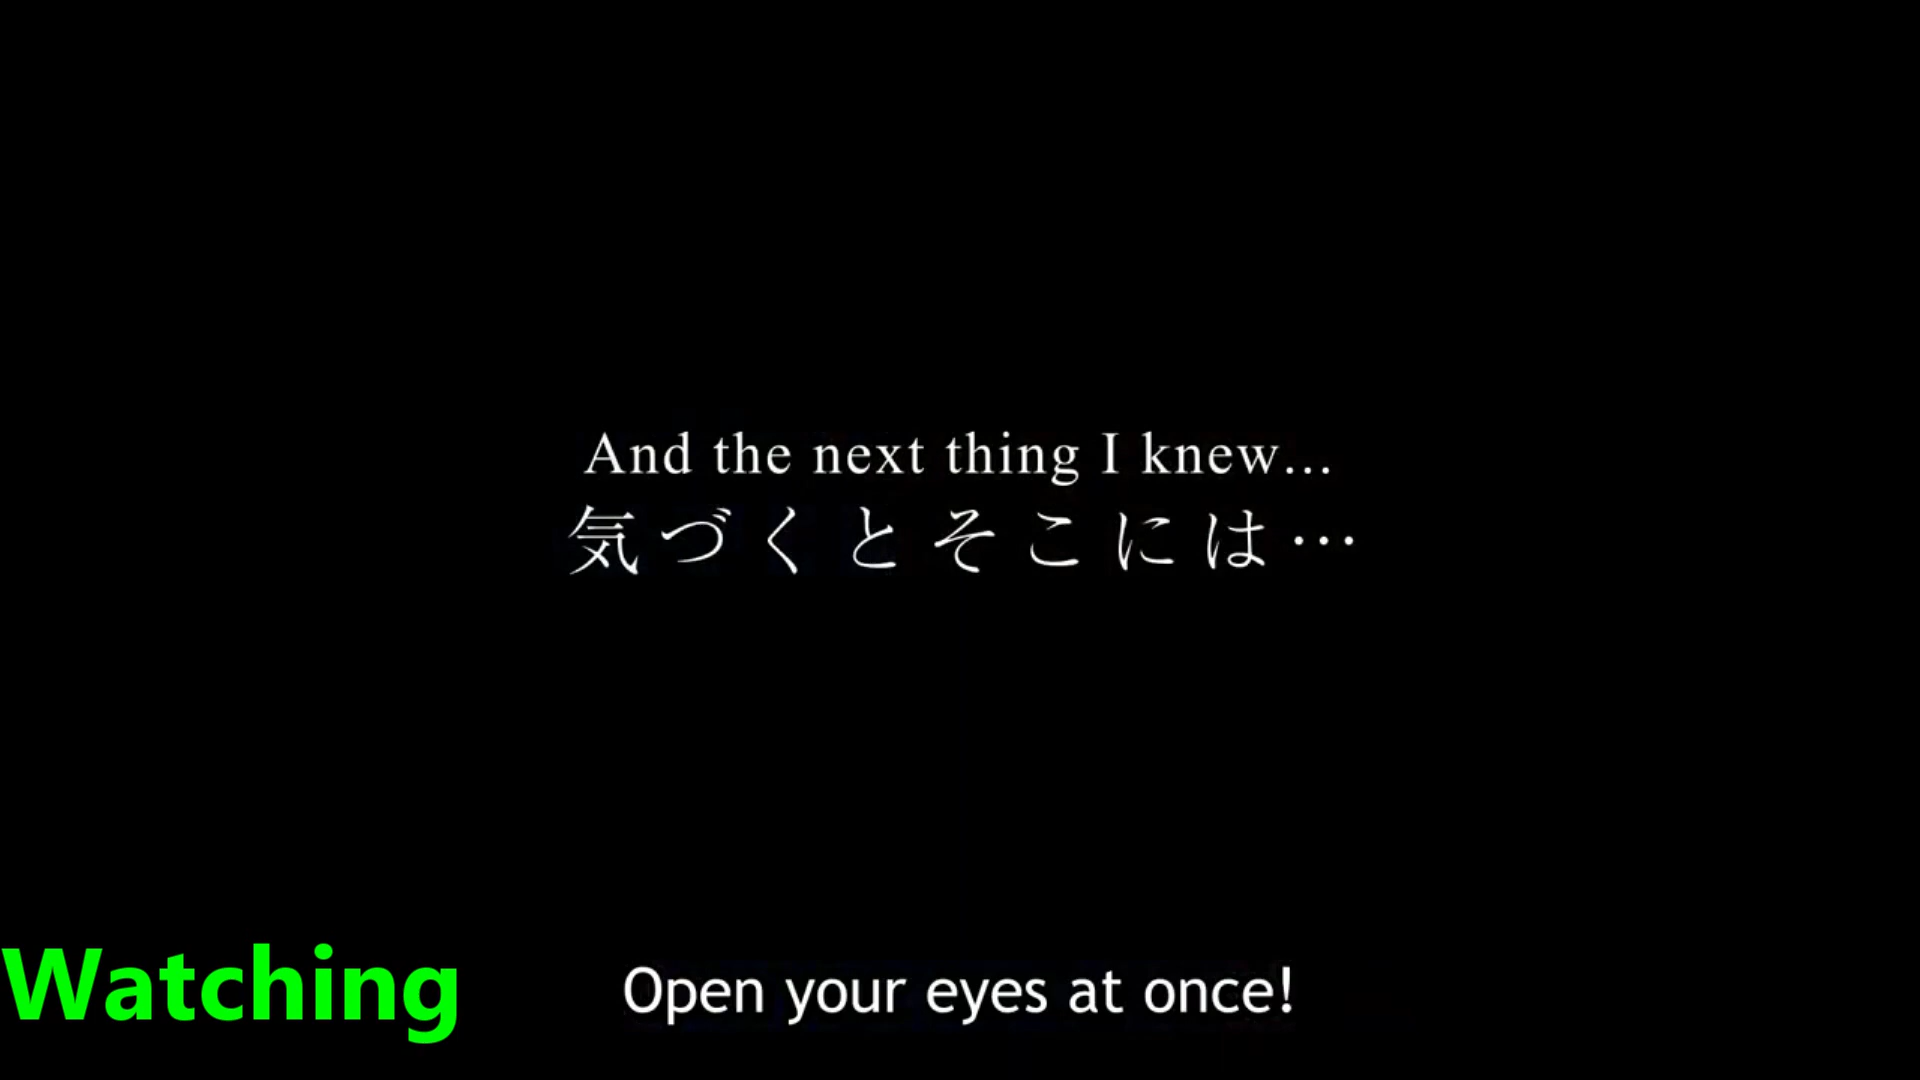 And the next thing I knew...
気づくとそこには…
Watching
Open your eyes at once!